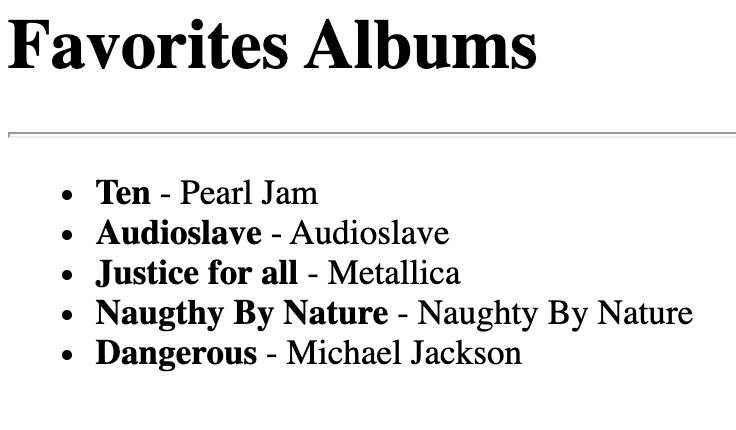 Favorites Albums
Ten - Pearl Jam
Audioslave - Audioslave
Justice for all - Metallica
Naugthy By Nature - Naughty By Nature
Dangerous - Michael Jackson